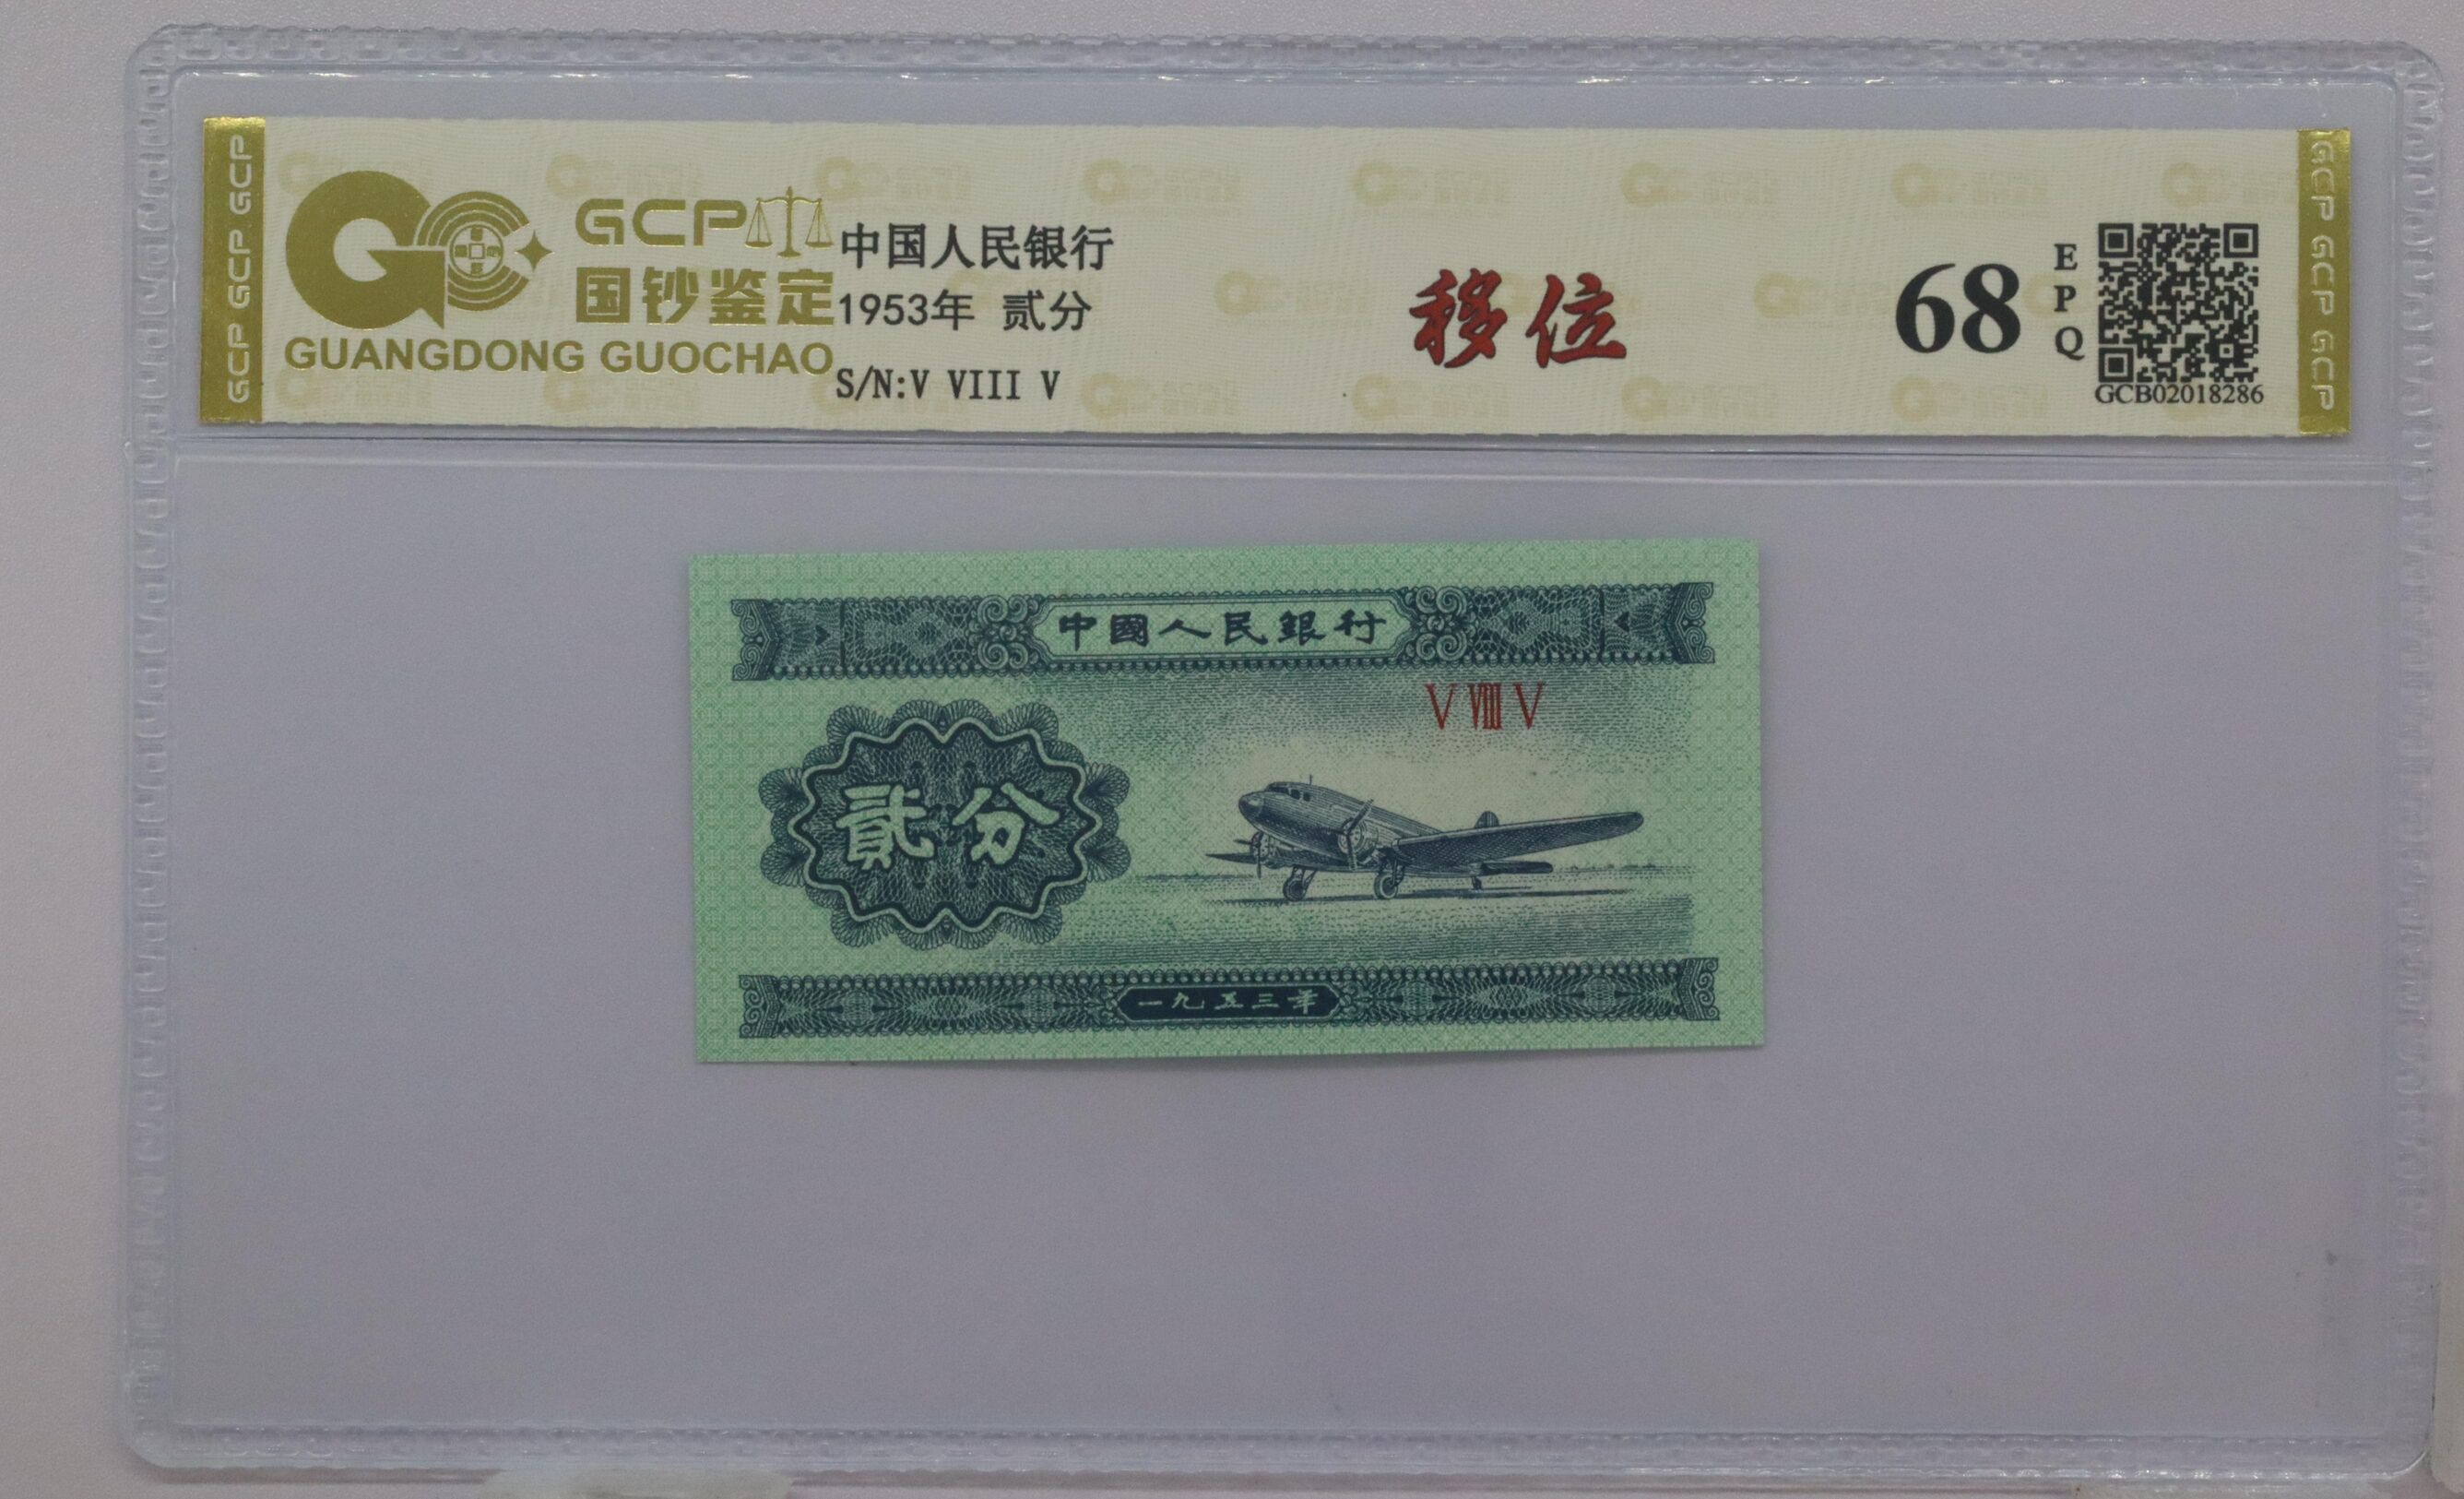 GCP GCP GCP
GCP
国钞鉴定
GUANGDONG GUOCHAO
中国人民银行
1953年 贰分
S/N:V VIII V
移位
68
EPQ
GCB02018286
GCP GCP GCP
中國人民銀行
V VIII V
貳分
一九五三年